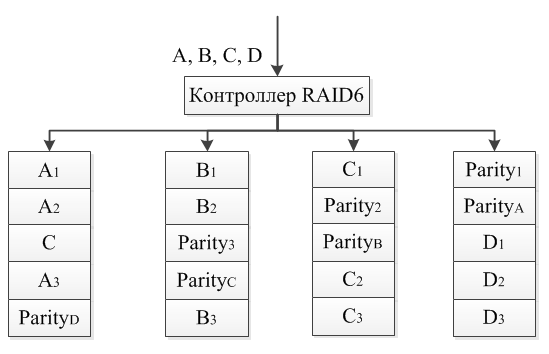 A, B, C, D
Контроллер RAID6
A1 B1 C1 Parity1
A2 B2 Parity2 ParityA
C Parity3 ParityB D1
A3 ParityC C2 D2
ParityD B3 C3 D3